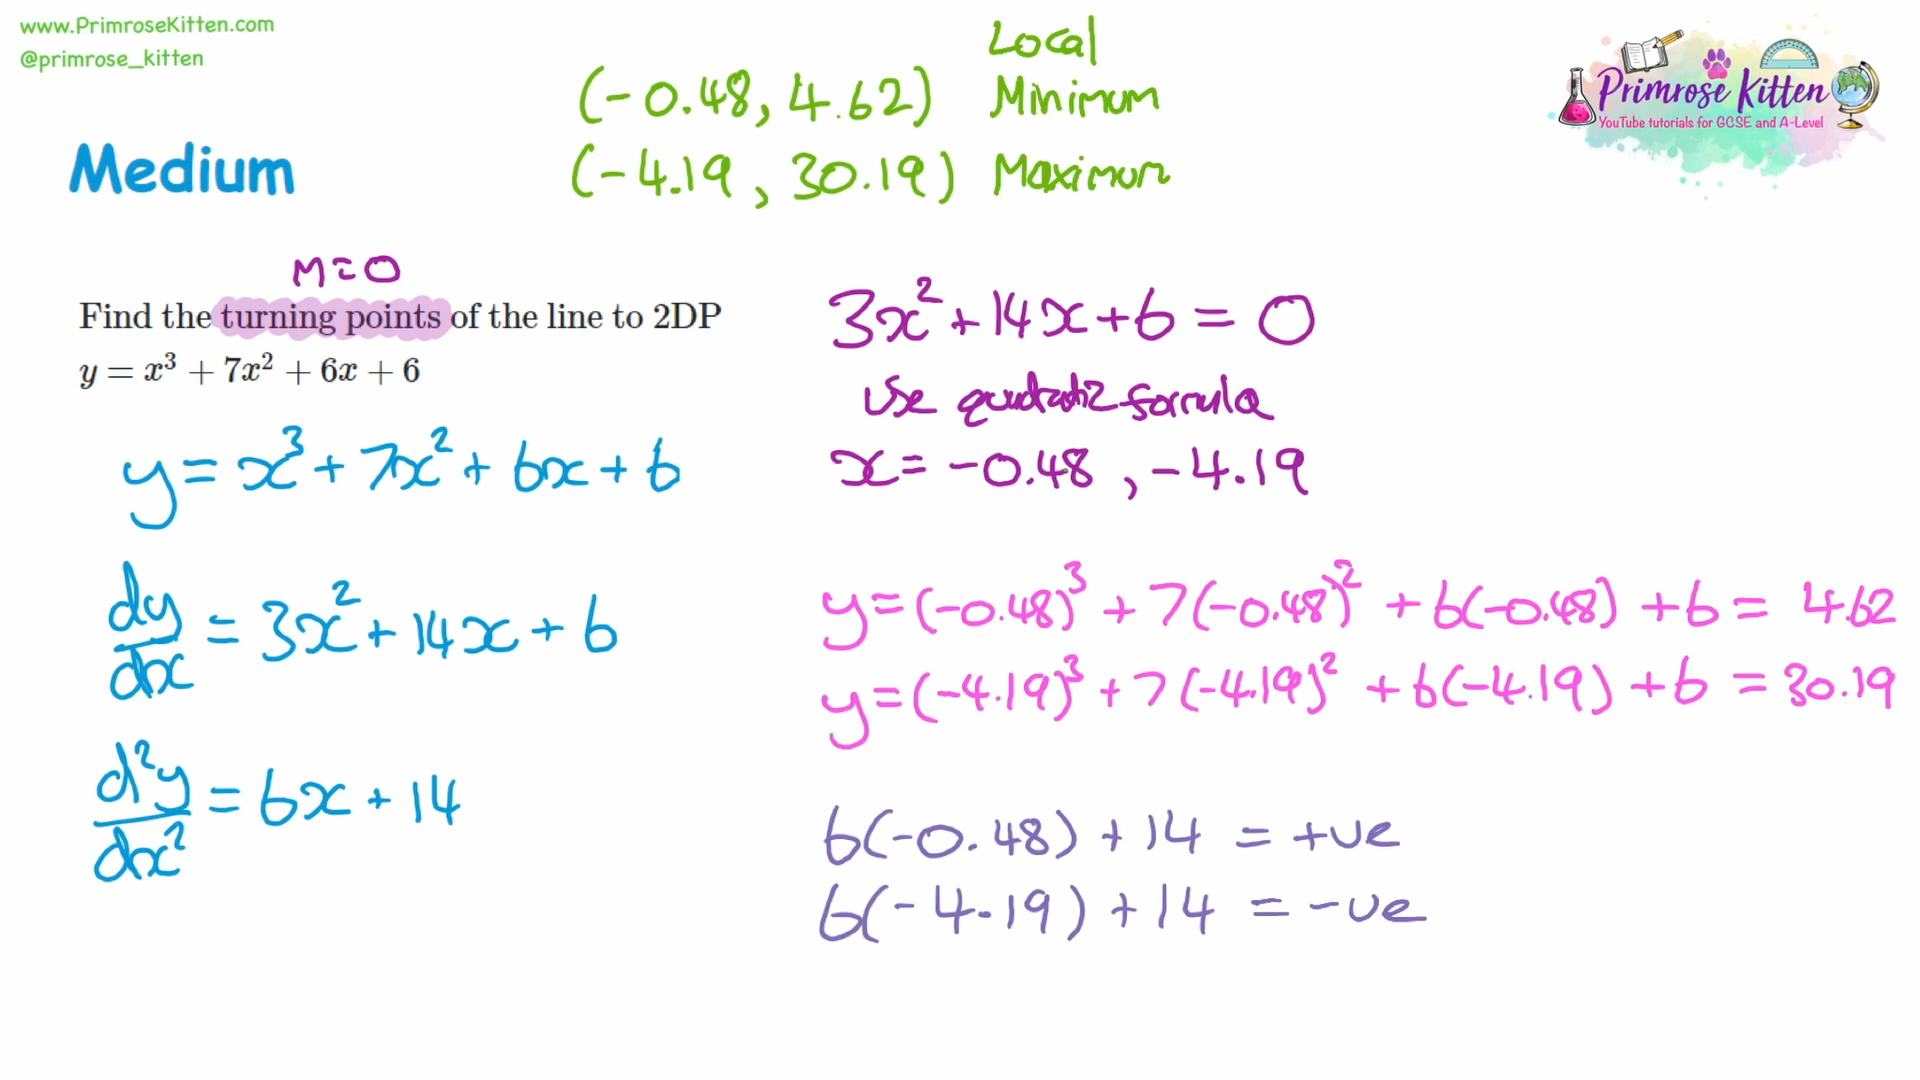 www.PrimroseKitten.com
@primrose_kitten
Local
(-0.48, 4.62) Minimum
(-4.19, 30.19) Maximum
Primrose Kitten
YouTube tutorials for GCSE and A-Level
Medium
M=0
Find the turning points of the line to 2DP
y = x³ + 7x² + 6x + 6
y = x³ + 7x² + 6x + 6
dy/dx = 3x² + 14x + 6
d²y/dx² = 6x + 14
3x² + 14x + 6 = 0
use quadratic formula
x = -0.48, -4.19
y = (-0.48)³ + 7(-0.48)² + 6(-0.48) + 6 = 4.62
y = (-4.19)³ + 7(-4.19)² + 6(-4.19) + 6 = 30.19
6(-0.48) + 14 = +ve
6(-4.19) + 14 = -ve